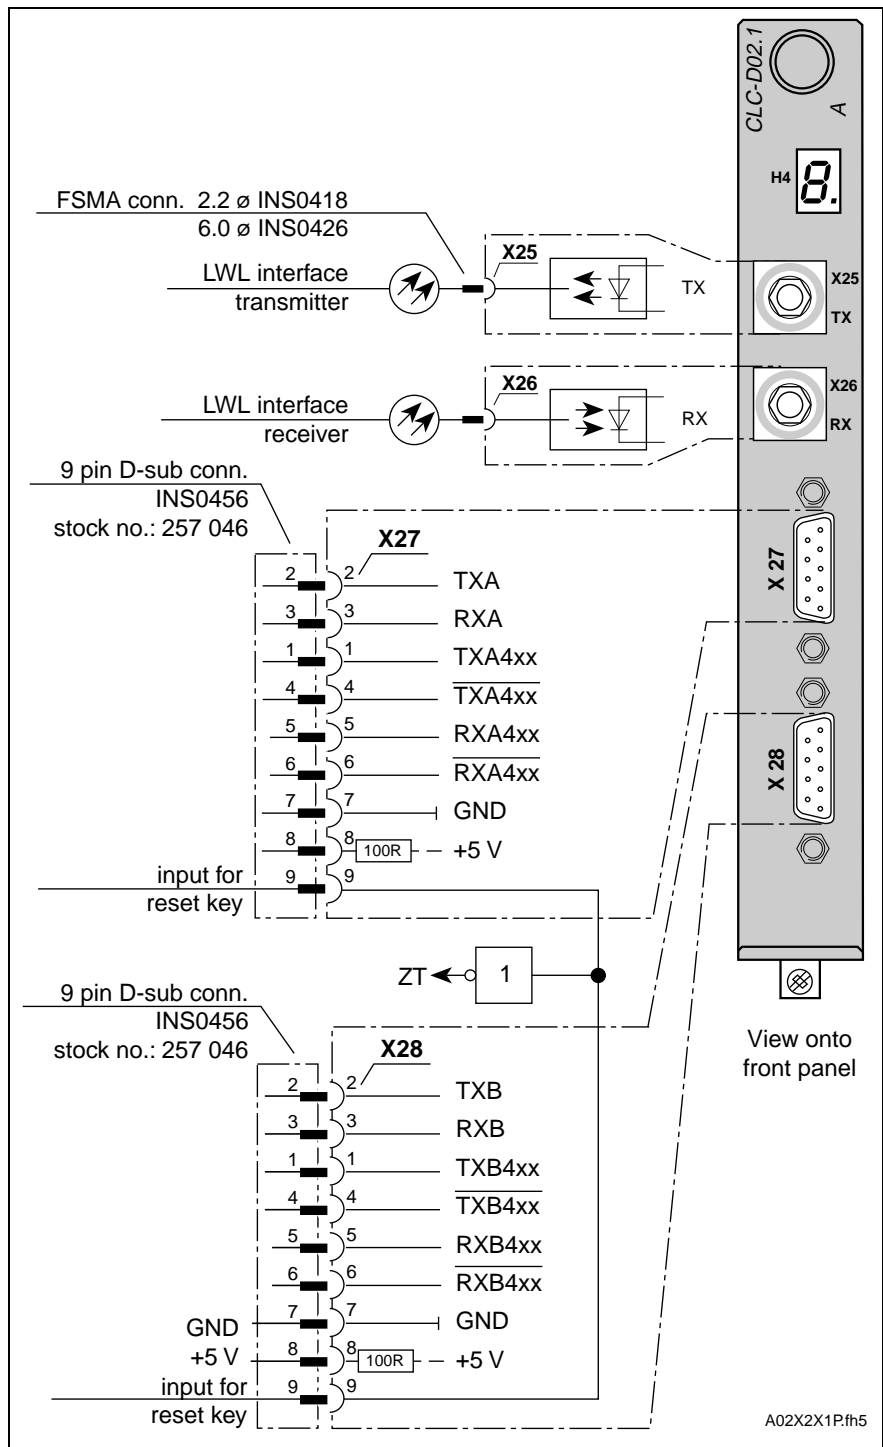 CLC-D02.1
A
H4
8.
FSMA conn. 2.2 ø INS0418
6.0 ø INS0426
X25
LWL interface
transmitter
TX
X25
TX
X26
LWL interface
receiver
RX
X26
RX
9 pin D-sub conn.
INS0456
stock no.: 257 046
X27
X 27
2 2 TXA
3 3 RXA
1 1 TXA4xx
4 4 TXA4xx
5 5 RXA4xx
6 6 RXA4xx
7 7 GND
8 8 100R +5 V
input for
reset key
9 9
X 28
ZT 1
View onto
front panel
9 pin D-sub conn.
INS0456
stock no.: 257 046
X28
2 2 TXB
3 3 RXB
1 1 TXB4xx
4 4 TXB4xx
5 5 RXB4xx
6 6 RXB4xx
GND 7 7 GND
+5 V 8 8 100R +5 V
input for
reset key
9 9
A02X2X1P.fh5